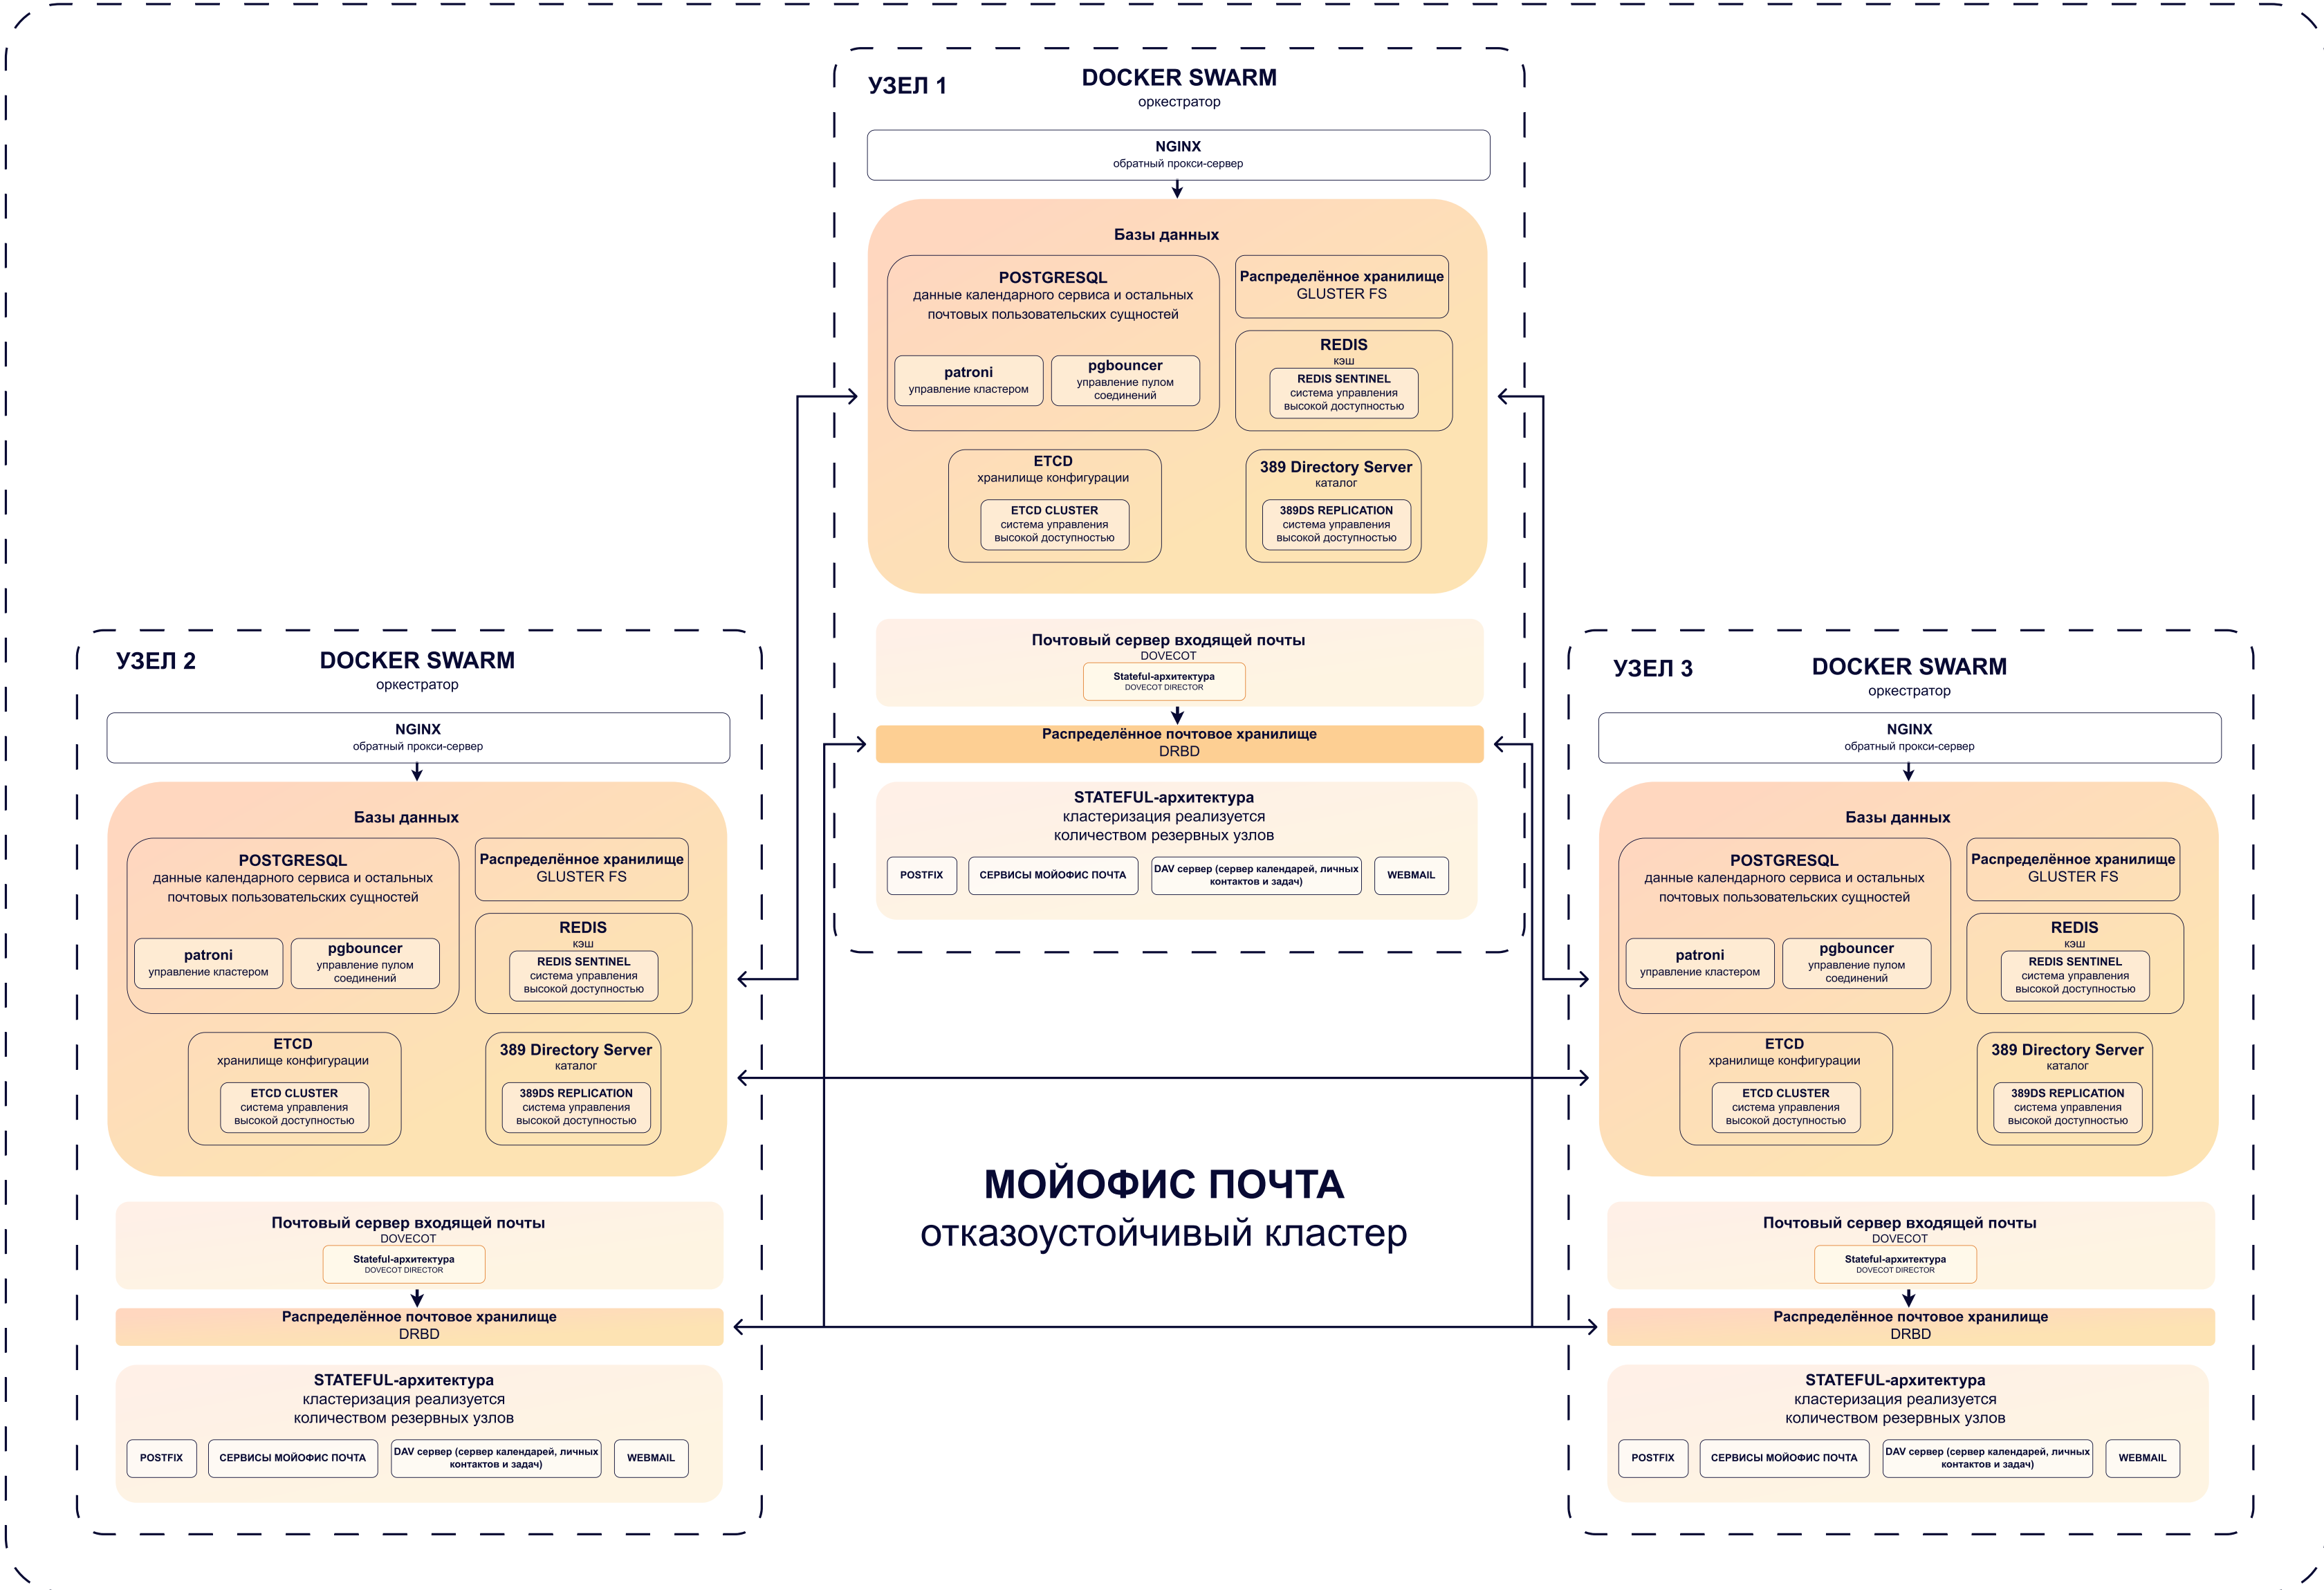 УЗЕЛ 1
DOCKER SWARM
оркестратор
NGINX
обратный прокси-сервер
Базы данных
POSTGRESQL
данные календарного сервиса и остальных
почтовых пользовательских сущностей
patroni
управление кластером
pgbouncer
управление пулом
соединений
Распределённое хранилище
GLUSTER FS
REDIS
кэш
REDIS SENTINEL
система управления
высокой доступностью
ETCD
хранилище конфигурации
ETCD CLUSTER
система управления
высокой доступностью
389 Directory Server
каталог
389DS REPLICATION
система управления
высокой доступностью
Почтовый сервер входящей почты
DOVECOT
Stateful-архитектура
DOVECOT DIRECTOR
Распределённое почтовое хранилище
DRBD
STATEFUL-архитектура
кластеризация реализуется
количеством резервных узлов
POSTFIX
СЕРВИСЫ МОЙОФИС ПОЧТА
DAV сервер (сервер календарей, личных
контактов и задач)
WEBMAIL
УЗЕЛ 2
DOCKER SWARM
оркестратор
NGINX
обратный прокси-сервер
Базы данных
POSTGRESQL
данные календарного сервиса и остальных
почтовых пользовательских сущностей
patroni
управление кластером
pgbouncer
управление пулом
соединений
Распределённое хранилище
GLUSTER FS
REDIS
кэш
REDIS SENTINEL
система управления
высокой доступностью
ETCD
хранилище конфигурации
ETCD CLUSTER
система управления
высокой доступностью
389 Directory Server
каталог
389DS REPLICATION
система управления
высокой доступностью
Почтовый сервер входящей почты
DOVECOT
Stateful-архитектура
DOVECOT DIRECTOR
Распределённое почтовое хранилище
DRBD
STATEFUL-архитектура
кластеризация реализуется
количеством резервных узлов
POSTFIX
СЕРВИСЫ МОЙОФИС ПОЧТА
DAV сервер (сервер календарей, личных
контактов и задач)
WEBMAIL
МОЙОФИС ПОЧТА
отказоустойчивый кластер
УЗЕЛ 3
DOCKER SWARM
оркестратор
NGINX
обратный прокси-сервер
Базы данных
POSTGRESQL
данные календарного сервиса и остальных
почтовых пользовательских сущностей
patroni
управление кластером
pgbouncer
управление пулом
соединений
Распределённое хранилище
GLUSTER FS
REDIS
кэш
REDIS SENTINEL
система управления
высокой доступностью
ETCD
хранилище конфигурации
ETCD CLUSTER
система управления
высокой доступностью
389 Directory Server
каталог
389DS REPLICATION
система управления
высокой доступностью
Почтовый сервер входящей почты
DOVECOT
Stateful-архитектура
DOVECOT DIRECTOR
Распределённое почтовое хранилище
DRBD
STATEFUL-архитектура
кластеризация реализуется
количеством резервных узлов
POSTFIX
СЕРВИСЫ МОЙОФИС ПОЧТА
DAV сервер (сервер календарей, личных
контактов и задач)
WEBMAIL